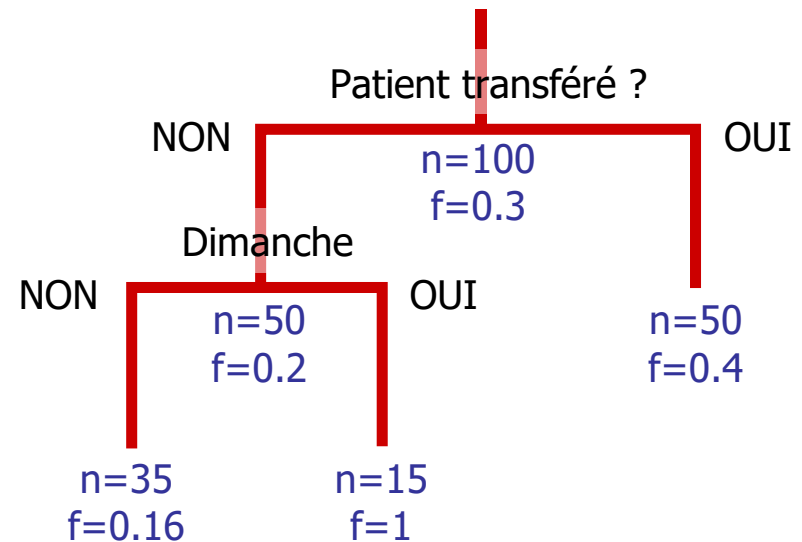 Patient transféré ?
NON
OUI
n=100
f=0.3
Dimanche
NON
OUI
n=50
f=0.2
n=50
f=0.4
n=35
f=0.16
n=15
f=1